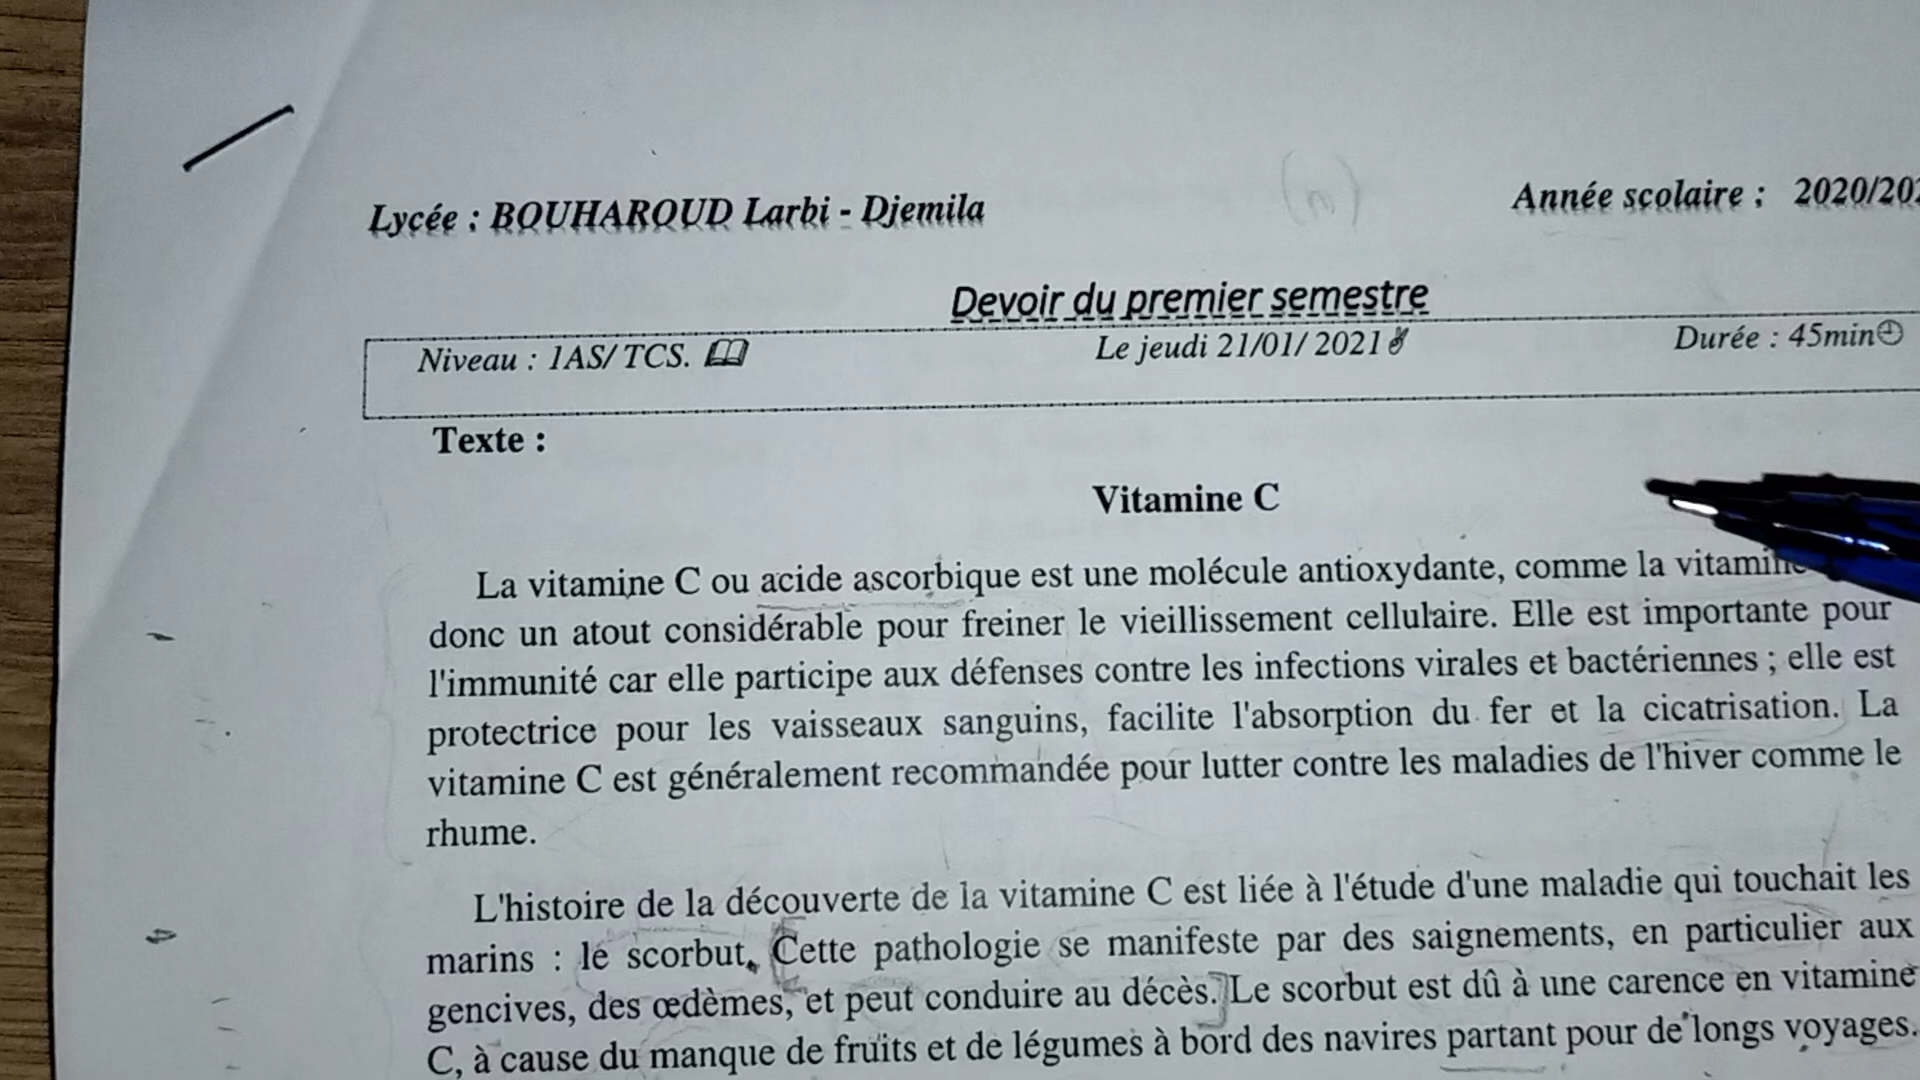 Lycée : BOUHAROUD Larbi - Djemila
Année scolaire : 2020/202
Devoir du premier semestre
Niveau : 1AS/ TCS. Le jeudi 21/01/ 2021 Durée : 45min
Texte :
Vitamine C
La vitamine C ou acide ascorbique est une molécule antioxydante, comme la vitamine
donc un atout considérable pour freiner le vieillissement cellulaire. Elle est importante pour
l'immunité car elle participe aux défenses contre les infections virales et bactériennes ; elle est
protectrice pour les vaisseaux sanguins, facilite l'absorption du fer et la cicatrisation. La
vitamine C est généralement recommandée pour lutter contre les maladies de l'hiver comme le
rhume.
L'histoire de la découverte de la vitamine C est liée à l'étude d'une maladie qui touchait les
marins : le scorbut. [Cette pathologie se manifeste par des saignements, en particulier aux
gencives, des œdèmes, et peut conduire au décès.] Le scorbut est dû à une carence en vitamine
C, à cause du manque de fruits et de légumes à bord des navires partant pour de longs voyages.